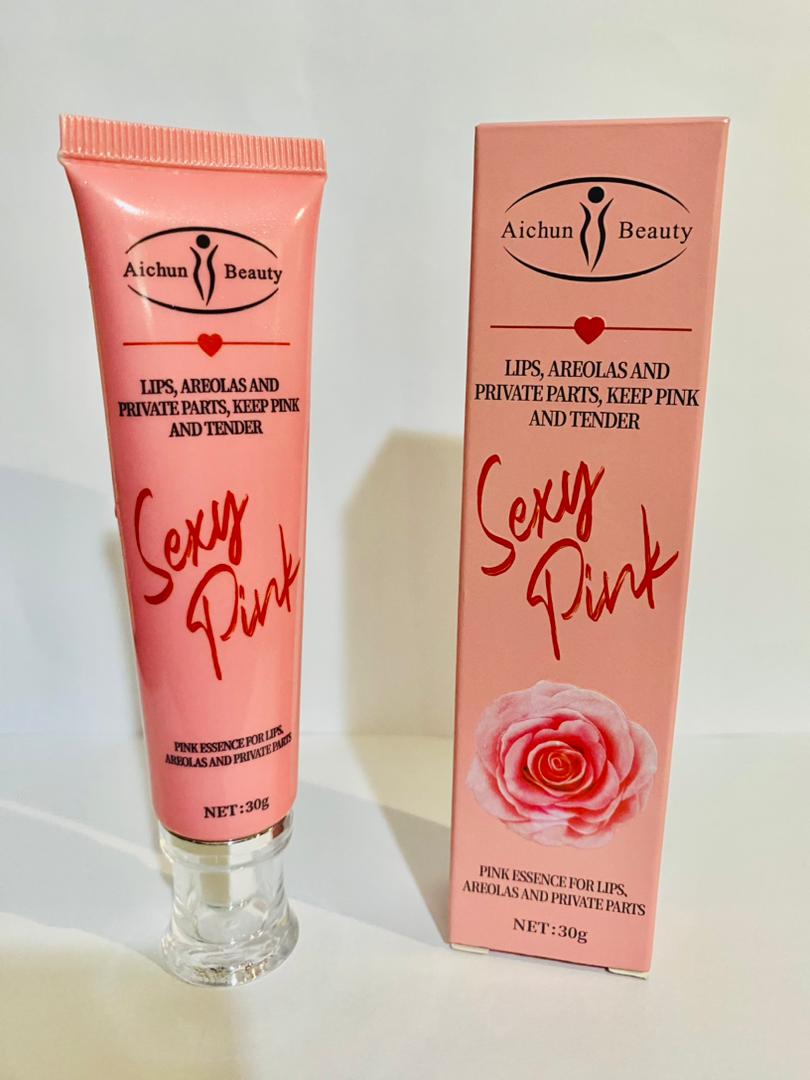 Aichun Beauty
LIPS, AREOLAS AND
PRIVATE PARTS, KEEP PINK
AND TENDER
Sexy
Pink
PINK ESSENCE FOR LIPS,
AREOLAS AND PRIVATE PARTS
NET:30g
Aichun Beauty
LIPS, AREOLAS AND
PRIVATE PARTS, KEEP PINK
AND TENDER
Sexy
Pink
PINK ESSENCE FOR LIPS、
AREOLAS AND PRIVATE PARTS
NET:30g